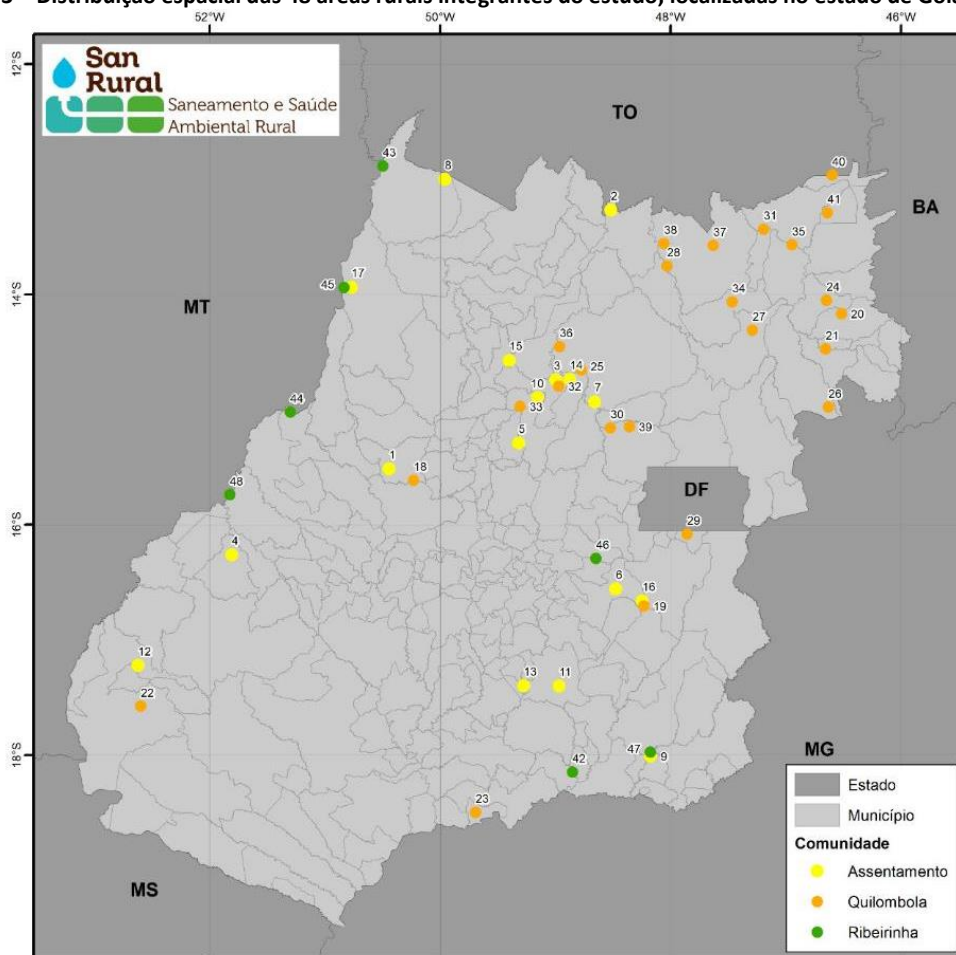 3 – Distribuição espacial das 48 áreas rurais integrantes do estudo, localizadas no estado de Goi
52°W 50°W 48°W 46°W
12°S
San
Rural
Saneamento e Saúde
Ambiental Rural
TO
43
8
40
2
41
BA
31
38 37 35
28
14°S
45 17
MT
34 24
20
27
21
36
15
3 14 25
10 32 7
26
33
44
30 39
5
1
18
DF
48
16°S
29
46
4
6
16
19
12
13 11
22
18°S
47 9
MG
42
23
MS
Estado
Município
Comunidade
Assentamento
Quilombola
Ribeirinha